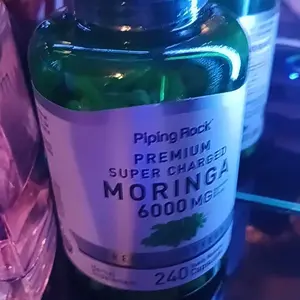 Piping Rock
PREMIUM
SUPER CHARGED
MORINGA
6000 MG
240